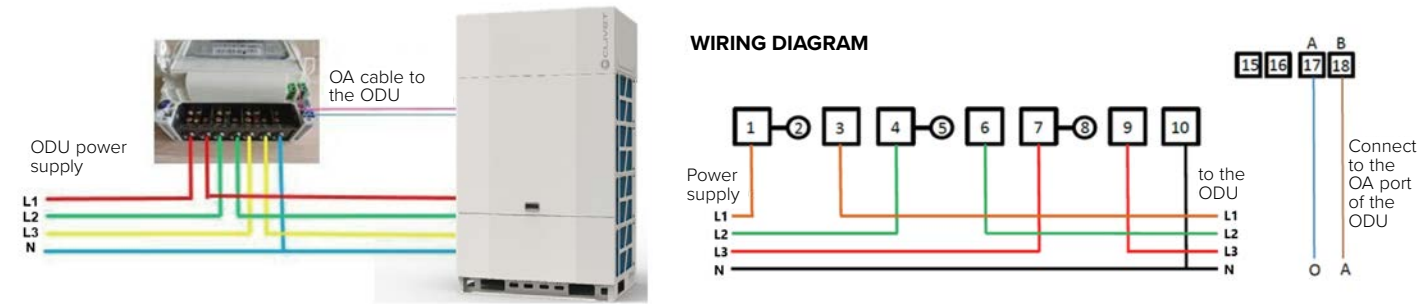 OA cable to
the ODU
ODU power
supply
L1
L2
L3
N
CLIVET
WIRING DIAGRAM
A B
15 16 17 18
1 2 3 4 5 6 7 8 9 10
Power
supply
to the
ODU
L1 L1
L2 L2
L3 L3
N N
Connect
to the
OA port
of the
ODU
O A